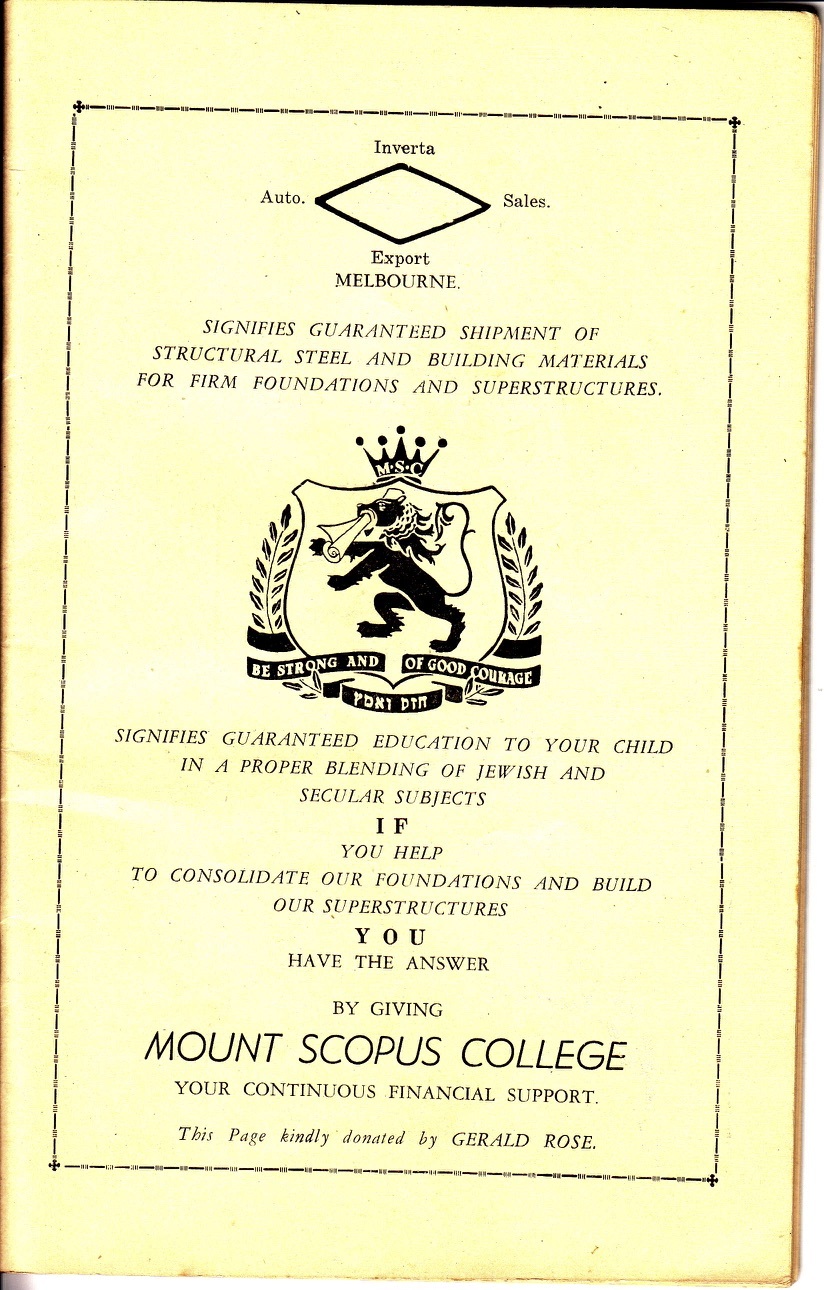 Inverta
Auto. Sales.
Export
MELBOURNE.
SIGNIFIES GUARANTEED SHIPMENT OF
STRUCTURAL STEEL AND BUILDING MATERIALS
FOR FIRM FOUNDATIONS AND SUPERSTRUCTURES.
M·S·C
BE STRONG AND OF GOOD COURAGE
חזק ואמץ
SIGNIFIES GUARANTEED EDUCATION TO YOUR CHILD
IN A PROPER BLENDING OF JEWISH AND
SECULAR SUBJECTS
IF
YOU HELP
TO CONSOLIDATE OUR FOUNDATIONS AND BUILD
OUR SUPERSTRUCTURES
YOU
HAVE THE ANSWER
BY GIVING
MOUNT SCOPUS COLLEGE
YOUR CONTINUOUS FINANCIAL SUPPORT.
This Page kindly donated by GERALD ROSE.